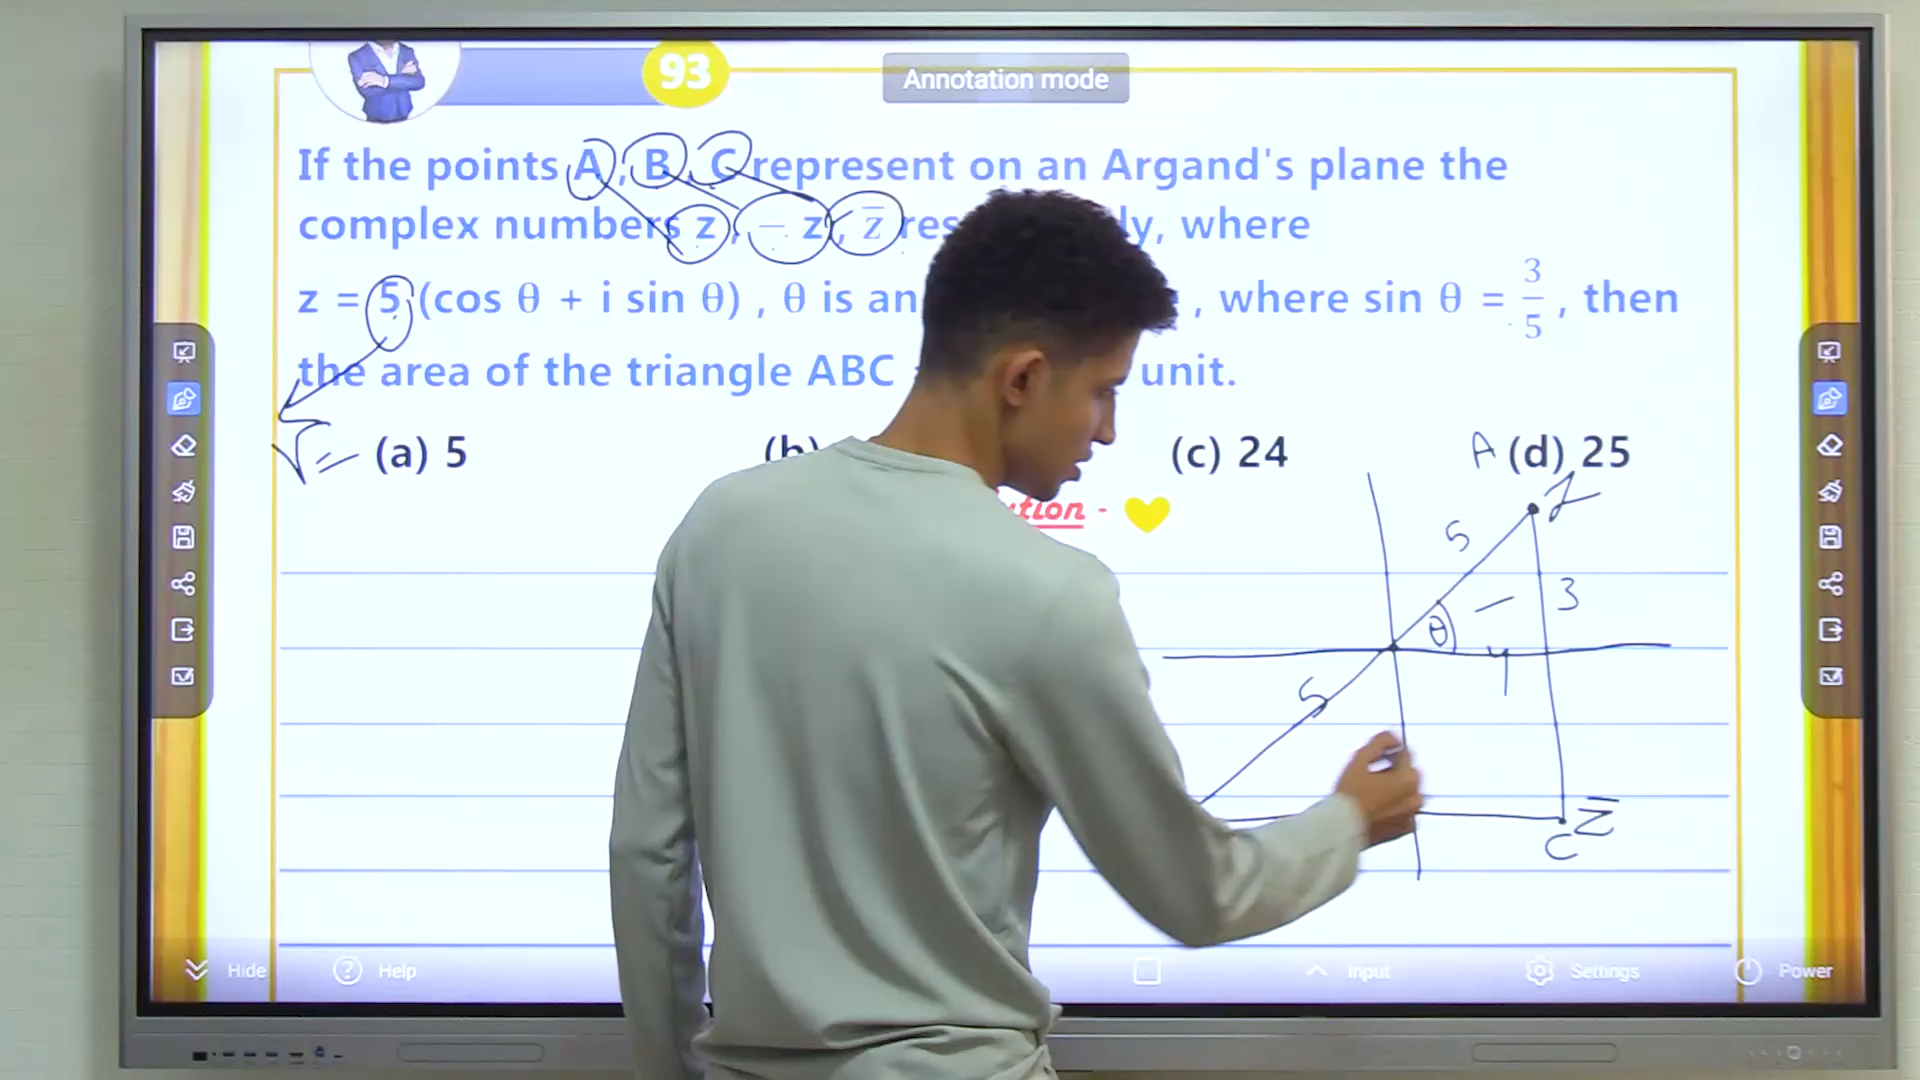 93
Annotation mode
If the points A , B , C represent on an Argand's plane the
complex numbers z , − z , z̅ res ly, where
z = 5 (cos θ + i sin θ) , θ is an , where sin θ = 3/5 , then
the area of the triangle ABC unit.
r = (a) 5 (b) (c) 24 A (d) 25
tion - z
5
3
θ
5 4
C z̅
Hide Help Input Settings Power